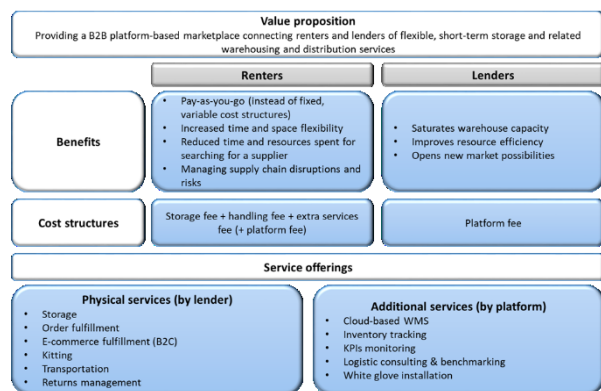 Value proposition
Providing a B2B platform-based marketplace connecting renters and lenders of flexible, short-term storage and related
warehousing and distribution services
Renters
Lenders
Benefits
• Pay-as-you-go (instead of fixed,
variable cost structures)
• Increased time and space flexibility
• Reduced time and resources spent for
searching for a supplier
• Managing supply chain disruptions and
risks
• Saturates warehouse capacity
• Improves resource efficiency
• Opens new market possibilities
Cost structures
Storage fee + handling fee + extra services
fee (+ platform fee)
Platform fee
Service offerings
Physical services (by lender)
• Storage
• Order fulfillment
• E-commerce fulfillment (B2C)
• Kitting
• Transportation
• Returns management
Additional services (by platform)
• Cloud-based WMS
• Inventory tracking
• KPIs monitoring
• Logistic consulting & benchmarking
• White glove installation